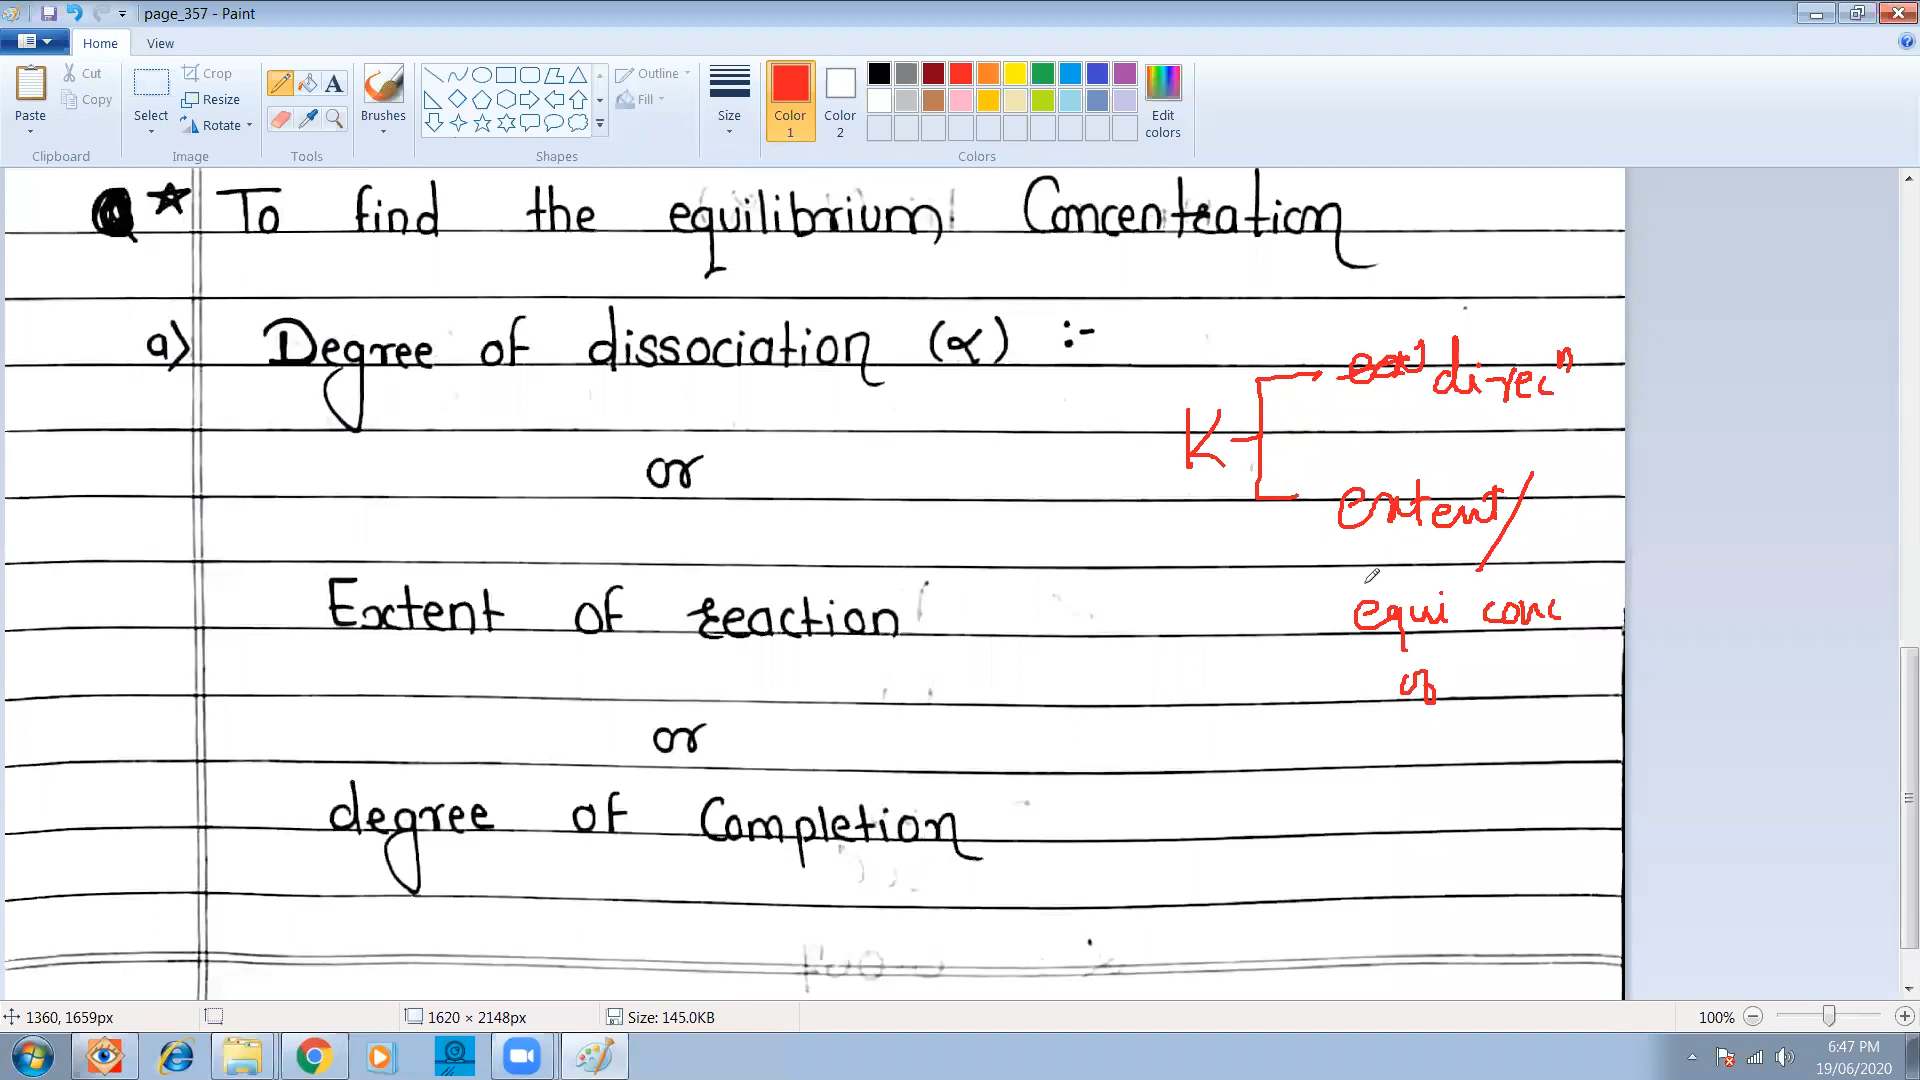 page_357 - Paint
Home View
Paste Cut Copy Select Crop Resize Rotate Brushes Outline Fill Size Color 1 Color 2 Edit colors
Clipboard Image Tools Shapes Colors
To find the equilibrium Concentration
a) Degree of dissociation (α) :-
or
Extent of reaction
or
degree of Completion
K
direcⁿ
extent/
equi conc
of
1360, 1659px 1620 × 2148px Size: 145.0KB 100%
6:47 PM
19/06/2020